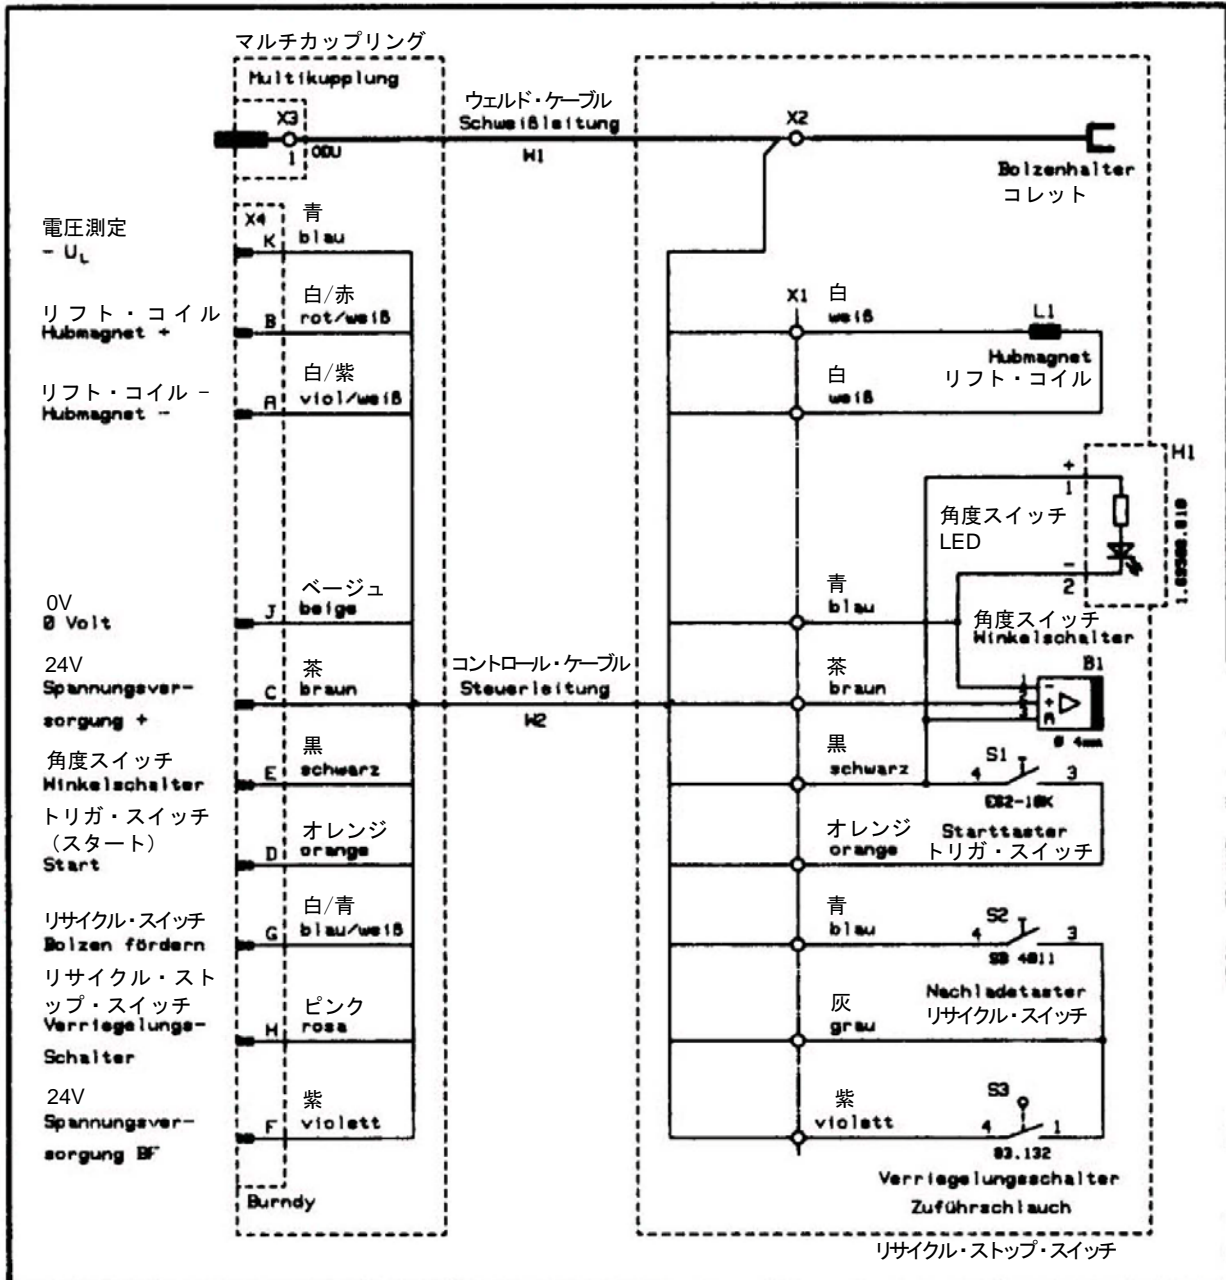 マルチカップリング
Multikupplung
X3
1
ODU
ウェルド・ケーブル
Schweißleitung
W1
X2
Bolzenhalter
コレット
電圧測定
- UL
X4
K
青
blau
リフト・コイル
Hubmagnet +
B
白/赤
rot/weiß
X1
白
weiß
L1
Hubmagnet
リフト・コイル
リフト・コイル -
Hubmagnet -
A
白/紫
viol/weiß
白
weiß
H1
+
1
角度スイッチ
LED
-
2
0V
0 Volt
J
ベージュ
beige
青
blau
角度スイッチ
Winkelschalter
24V
Spannungsver-
sorgung +
C
茶
braun
コントロール・ケーブル
Steuerleitung
W2
茶
braun
B1
-
+
A
Ø 4mm
角度スイッチ
Winkelschalter
E
黒
schwarz
黒
schwarz
S1
4
3
トリガ・スイッチ
（スタート）
Start
D
オレンジ
orange
オレンジ
orange
Starttaster
トリガ・スイッチ
リサイクル・スイッチ
Bolzen fördern
G
白/青
blau/weiß
青
blau
S2
4
3
リサイクル・スト
ップ・スイッチ
Verriegelungs-
Schalter
H
ピンク
rosa
灰
grau
Nachladetaster
リサイクル・スイッチ
24V
Spannungsver-
sorgung BF
F
紫
violett
紫
violett
S3
4
1
83.132
Verriegelungsschalter
Zuführschlauch
Burndy
リサイクル・ストップ・スイッチ